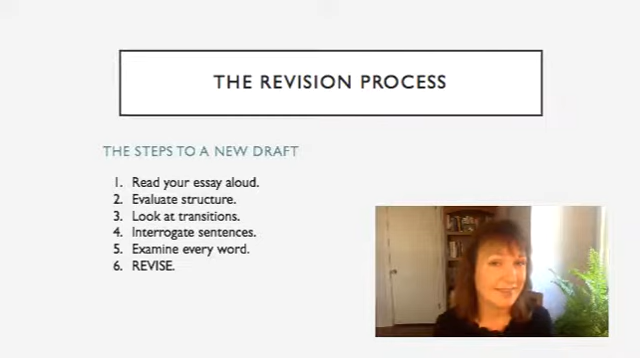 THE REVISION PROCESS
THE STEPS TO A NEW DRAFT
1. Read your essay aloud.
2. Evaluate structure.
3. Look at transitions.
4. Interrogate sentences.
5. Examine every word.
6. REVISE.